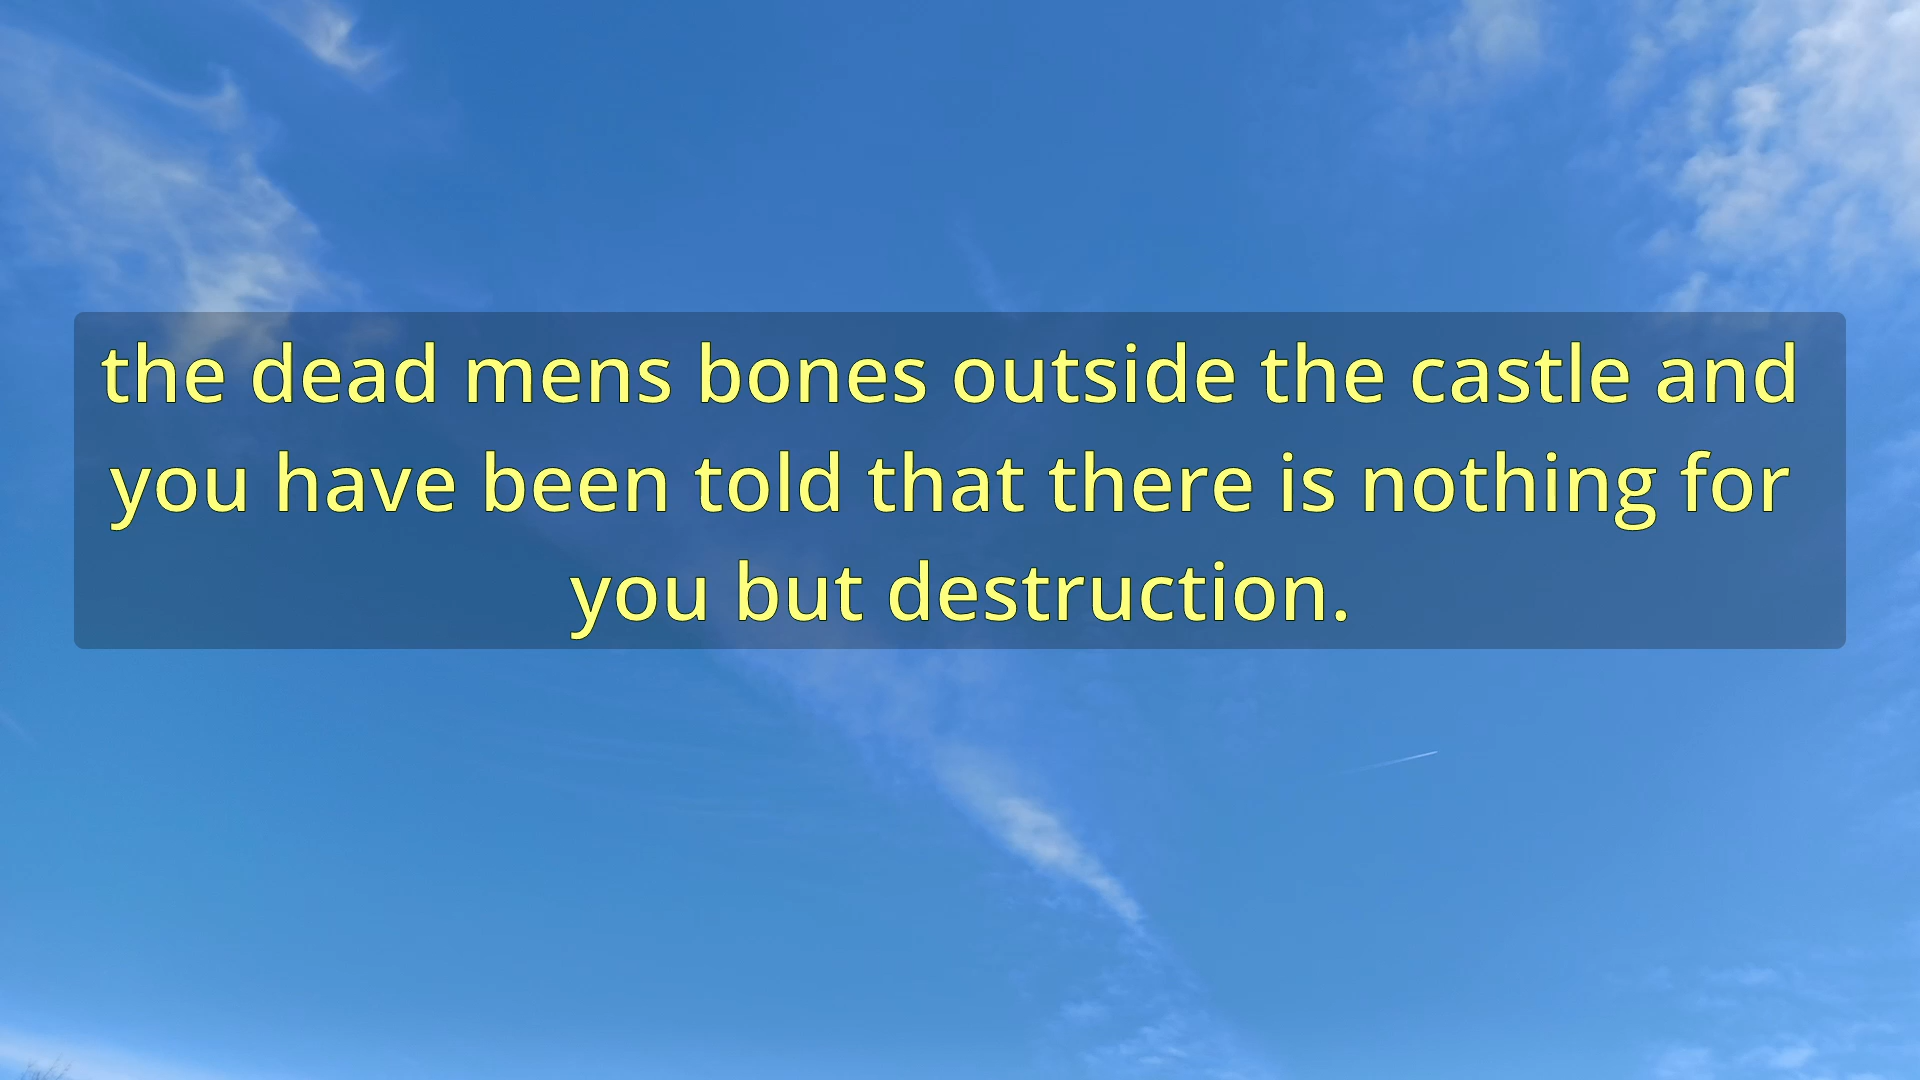 the dead mens bones outside the castle and
you have been told that there is nothing for
you but destruction.